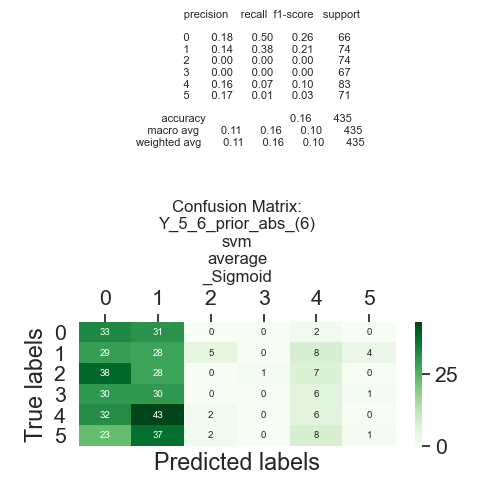 precision recall f1-score support
0 0.18 0.50 0.26 66
1 0.14 0.38 0.21 74
2 0.00 0.00 0.00 74
3 0.00 0.00 0.00 67
4 0.16 0.07 0.10 83
5 0.17 0.01 0.03 71
accuracy 0.16 435
macro avg 0.11 0.16 0.10 435
weighted avg 0.11 0.16 0.10 435
Confusion Matrix:
Y_5_6_prior_abs_(6)
svm
average
_Sigmoid
0 1 2 3 4 5
0 33 31 0 0 2 0
1 29 28 5 0 8 4
2 38 28 0 1 7 0
3 30 30 0 0 6 1
4 32 43 2 0 6 0
5 23 37 2 0 8 1
True labels
Predicted labels
25
0